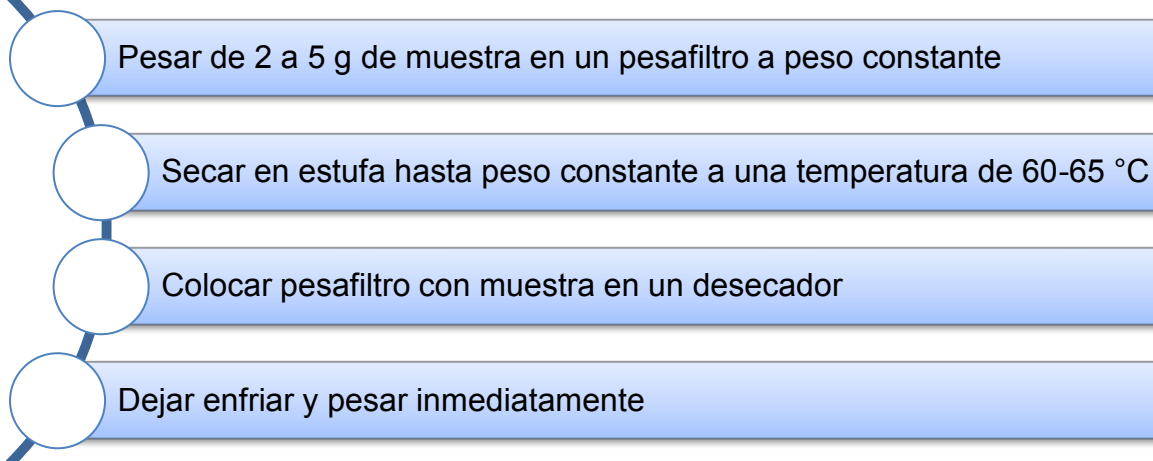 Pesar de 2 a 5 g de muestra en un pesafiltro a peso constante
Secar en estufa hasta peso constante a una temperatura de 60-65 °C
Colocar pesafiltro con muestra en un desecador
Dejar enfriar y pesar inmediatamente